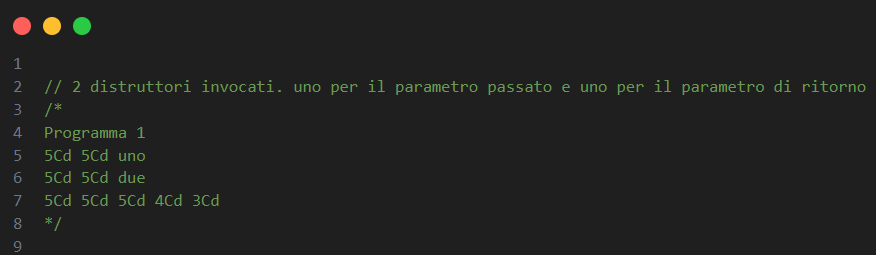 1
2 // 2 distruttori invocati. uno per il parametro passato e uno per il parametro di ritorno
3 /*
4 Programma 1
5 5Cd 5Cd uno
6 5Cd 5Cd due
7 5Cd 5Cd 5Cd 4Cd 3Cd
8 */
9